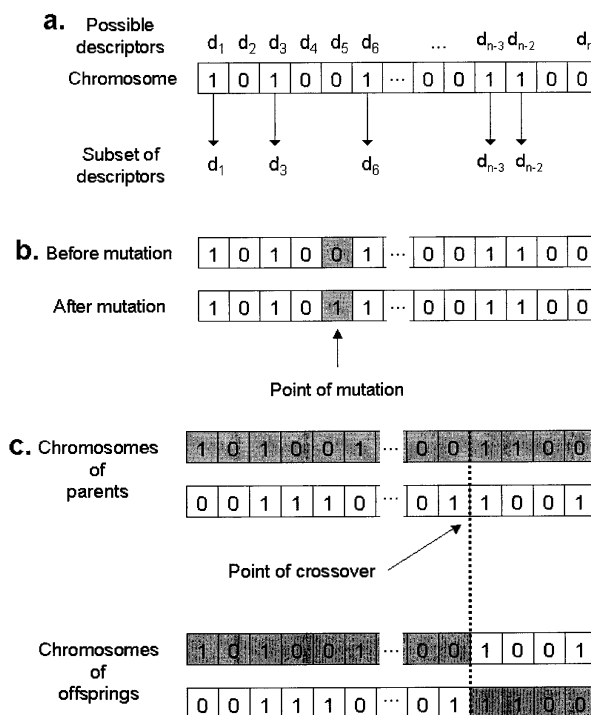 a. Possible descriptors d1 d2 d3 d4 d5 d6 ... dn-3 dn-2
Chromosome 1 0 1 0 0 1 ... 0 0 1 1 0 0
Subset of descriptors d1 d3 d6 dn-3 dn-2
b. Before mutation 1 0 1 0 0 1 ... 0 0 1 1 0 0
After mutation 1 0 1 0 1 1 ... 0 0 1 1 0 0
Point of mutation
c. Chromosomes of parents 1 0 1 0 0 1 ... 0 0 1 1 0 0
0 0 1 1 1 0 ... 0 1 1 0 0 1
Point of crossover
Chromosomes of offsprings 1 0 1 0 0 1 ... 0 0 1 0 0 1
0 0 1 1 1 0 ... 0 1 1 1 0 0